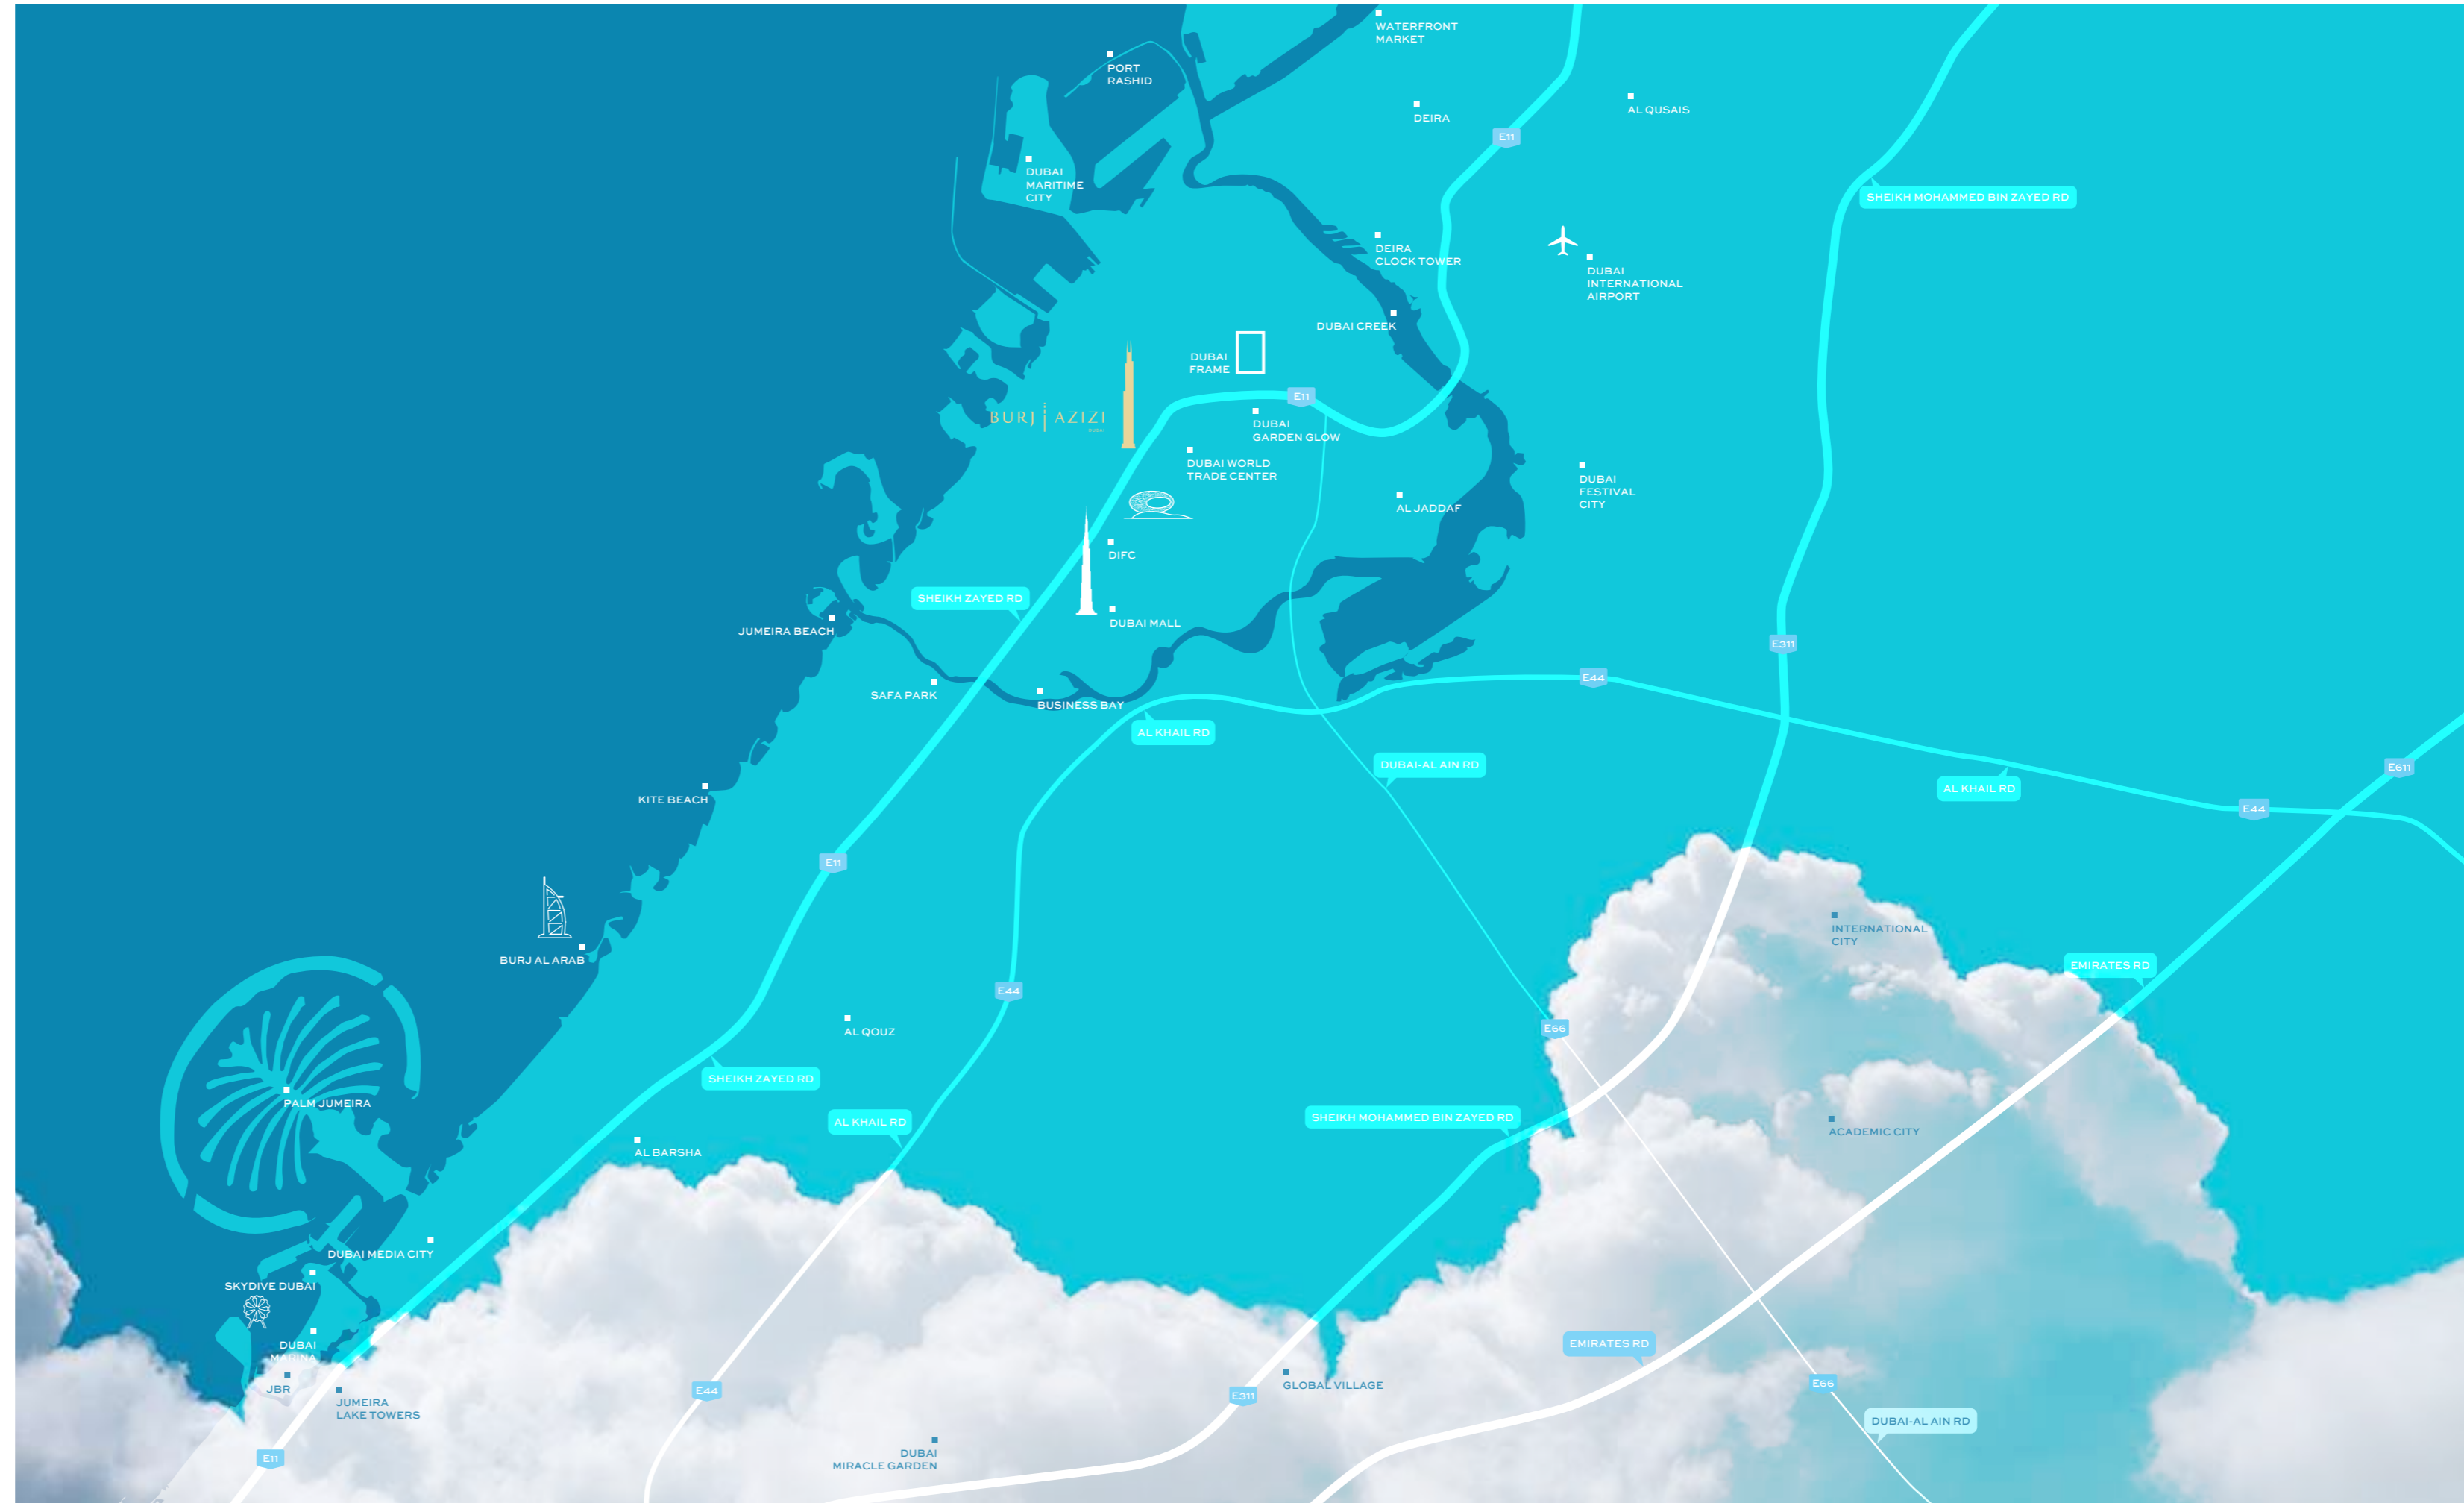 WATERFRONT
MARKET
PORT
RASHID
AL QUSAIS
DEIRA
E11
DUBAI
MARITIME
CITY
SHEIKH MOHAMMED BIN ZAYED RD
DEIRA
CLOCK TOWER
DUBAI
INTERNATIONAL
AIRPORT
DUBAI CREEK
DUBAI
FRAME
E11
BURJ AZIZI
DUBAI
DUBAI
GARDEN GLOW
DUBAI WORLD
TRADE CENTER
DUBAI
FESTIVAL
CITY
AL JADDAF
DIFC
SHEIKH ZAYED RD
DUBAI MALL
JUMEIRA BEACH
E311
E44
SAFA PARK
BUSINESS BAY
AL KHAIL RD
DUBAI-AL AIN RD
E611
AL KHAIL RD
KITE BEACH
E44
E11
INTERNATIONAL
CITY
BURJ AL ARAB
EMIRATES RD
E44
AL QOUZ
E66
SHEIKH ZAYED RD
PALM JUMEIRA
SHEIKH MOHAMMED BIN ZAYED RD
AL KHAIL RD
ACADEMIC CITY
AL BARSHA
DUBAI MEDIA CITY
SKYDIVE DUBAI
DUBAI
MARINA
EMIRATES RD
JBR
GLOBAL VILLAGE
E66
E44
E311
JUMEIRA
LAKE TOWERS
DUBAI-AL AIN RD
DUBAI
MIRACLE GARDEN
E11